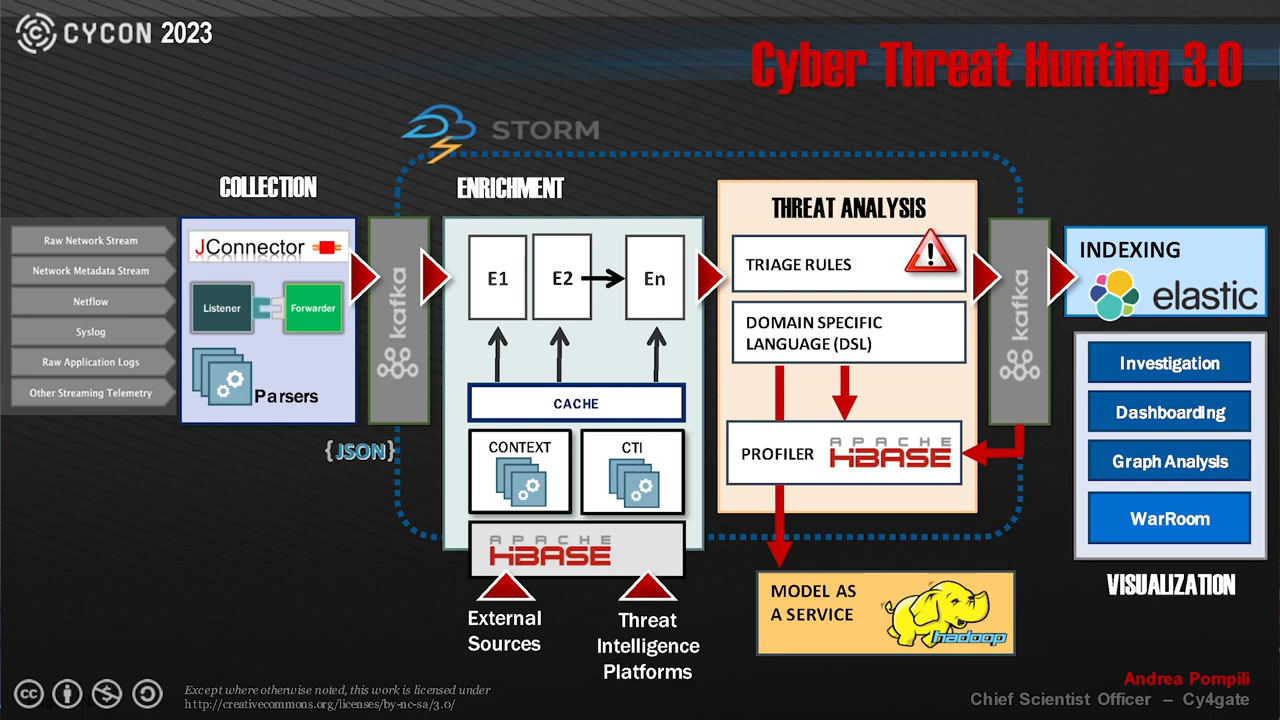 CYCON 2023
Cyber Threat Hunting 3.0
STORM
COLLECTION
ENRICHMENT
THREAT ANALYSIS
Raw Network Stream
Network Metadata Stream
Netflow
Syslog
Raw Application Logs
Other Streaming Telemetry
JConnector
Listener
Forwarder
Parsers
kafka
{JSON}
E1
E2
En
CACHE
CONTEXT
CTI
APACHE
HBASE
External
Sources
Threat
Intelligence
Platforms
TRIAGE RULES
DOMAIN SPECIFIC
LANGUAGE (DSL)
PROFILER
APACHE
HBASE
MODEL AS
A SERVICE
hadoop
kafka
INDEXING
elastic
Investigation
Dashboarding
Graph Analysis
WarRoom
VISUALIZATION
Andrea Pompili
Chief Scientist Officer – Cy4gate
cc
Except where otherwise noted, this work is licensed under
http://creativecommons.org/licenses/by-nc-sa/3.0/